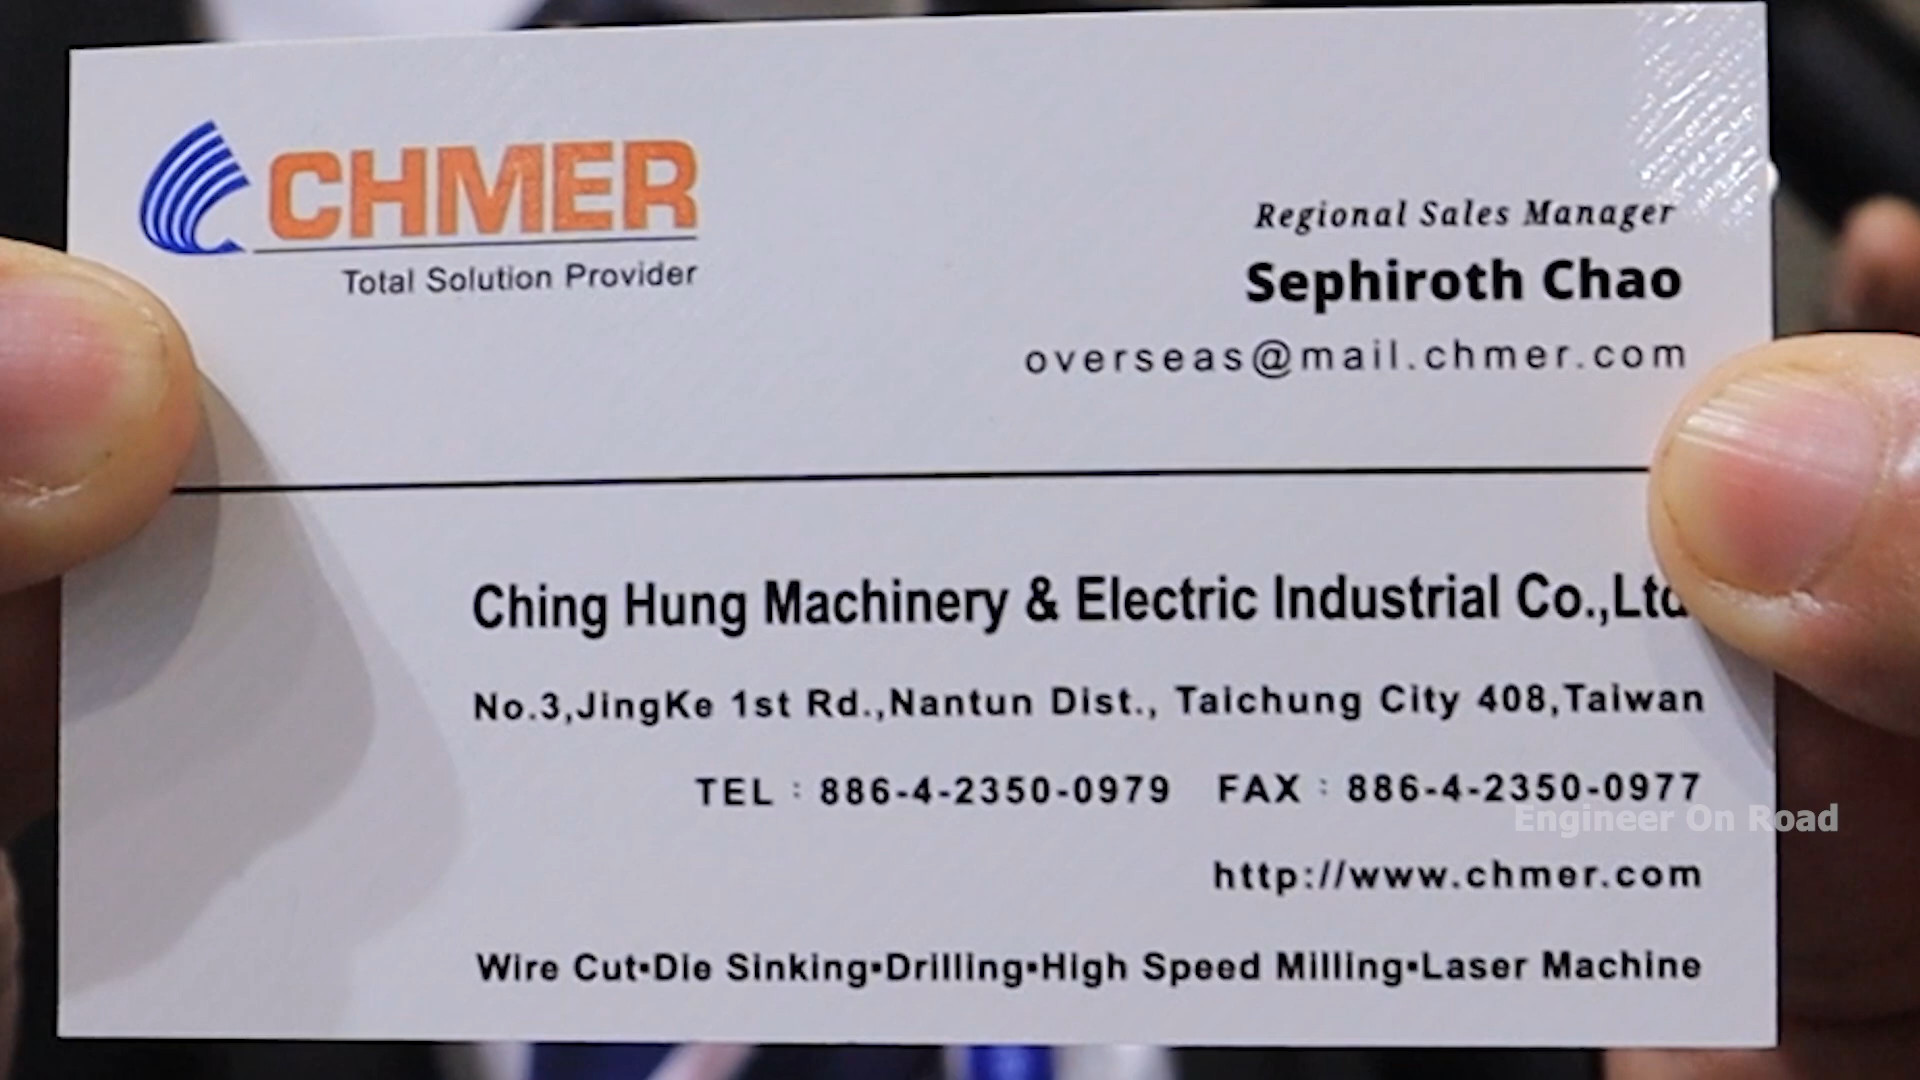 CHMER
Total Solution Provider
Regional Sales Manager
Sephiroth Chao
overseas@mail.chmer.com
Ching Hung Machinery & Electric Industrial Co.,Ltd
No.3,JingKe 1st Rd.,Nantun Dist., Taichung City 408,Taiwan
TEL：886-4-2350-0979 FAX：886-4-2350-0977
Engineer On Road
http://www.chmer.com
Wire Cut▪Die Sinking▪Drilling▪High Speed Milling▪Laser Machine